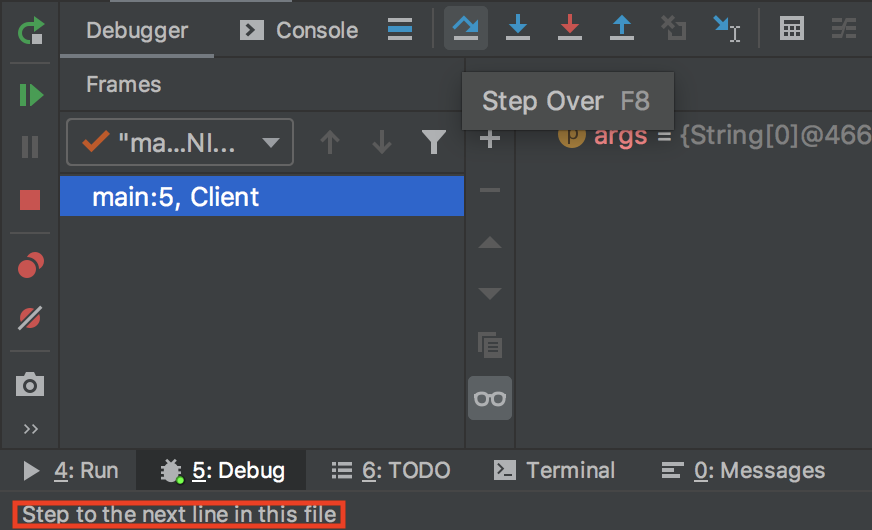 Debugger
Console
Frames
Step Over F8
"ma...NI...
args = {String[0]@466
main:5, Client
4: Run
5: Debug
6: TODO
Terminal
0: Messages
Step to the next line in this file